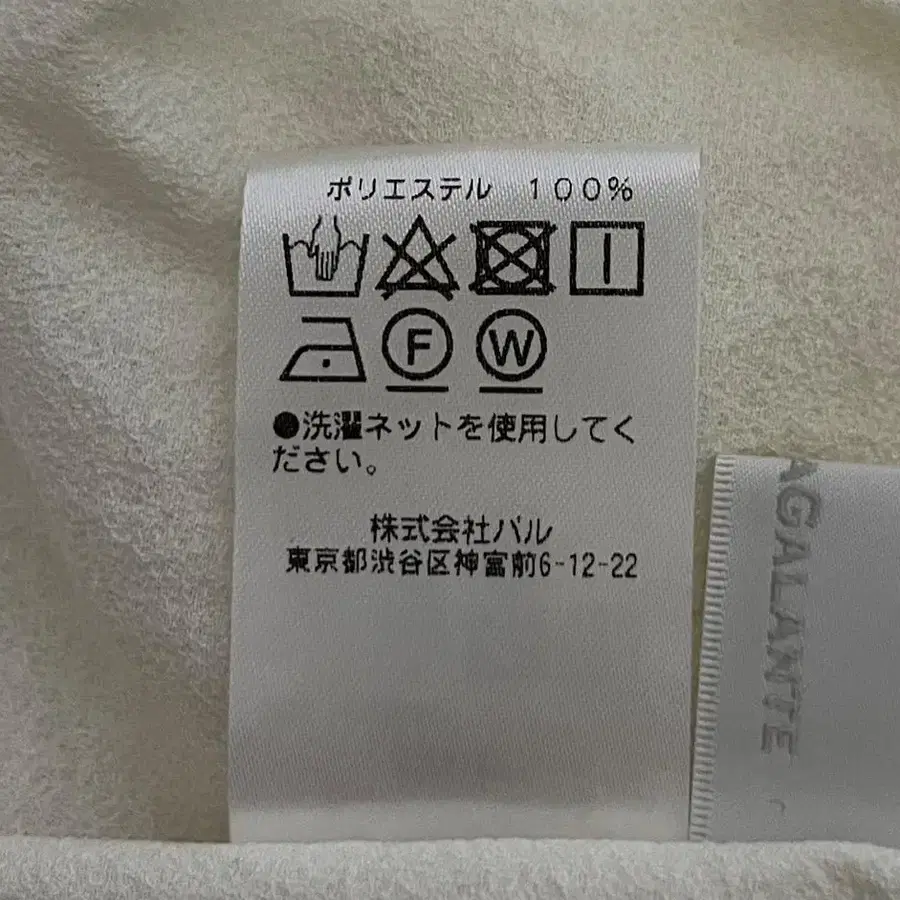 ポリエステル 100%
F W
●洗濯ネットを使用してく
ださい。
株式会社パル
東京都渋谷区神宮前6-12-22
AGALANTE